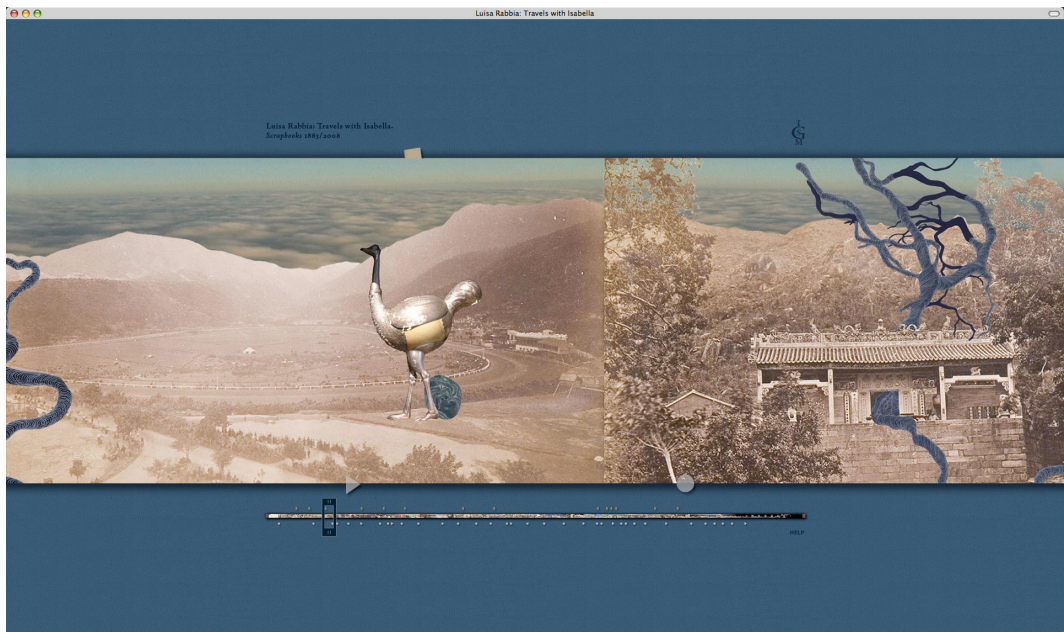 Luisa Rabbia: Travels with Isabella
Luisa Rabbia: Travels with Isabella.
Scrapbooks 1883/2008
I
G
S
M
HELP